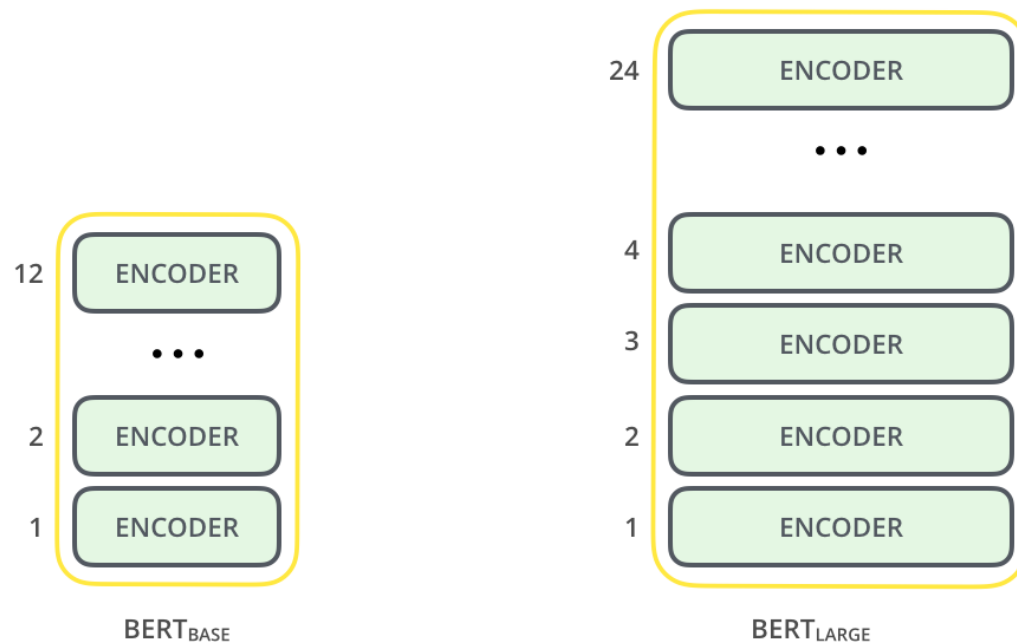 24 ENCODER
...
4 ENCODER
12 ENCODER
3 ENCODER
...
2 ENCODER
2 ENCODER
1 ENCODER
1 ENCODER
BERTBASE
BERTLARGE